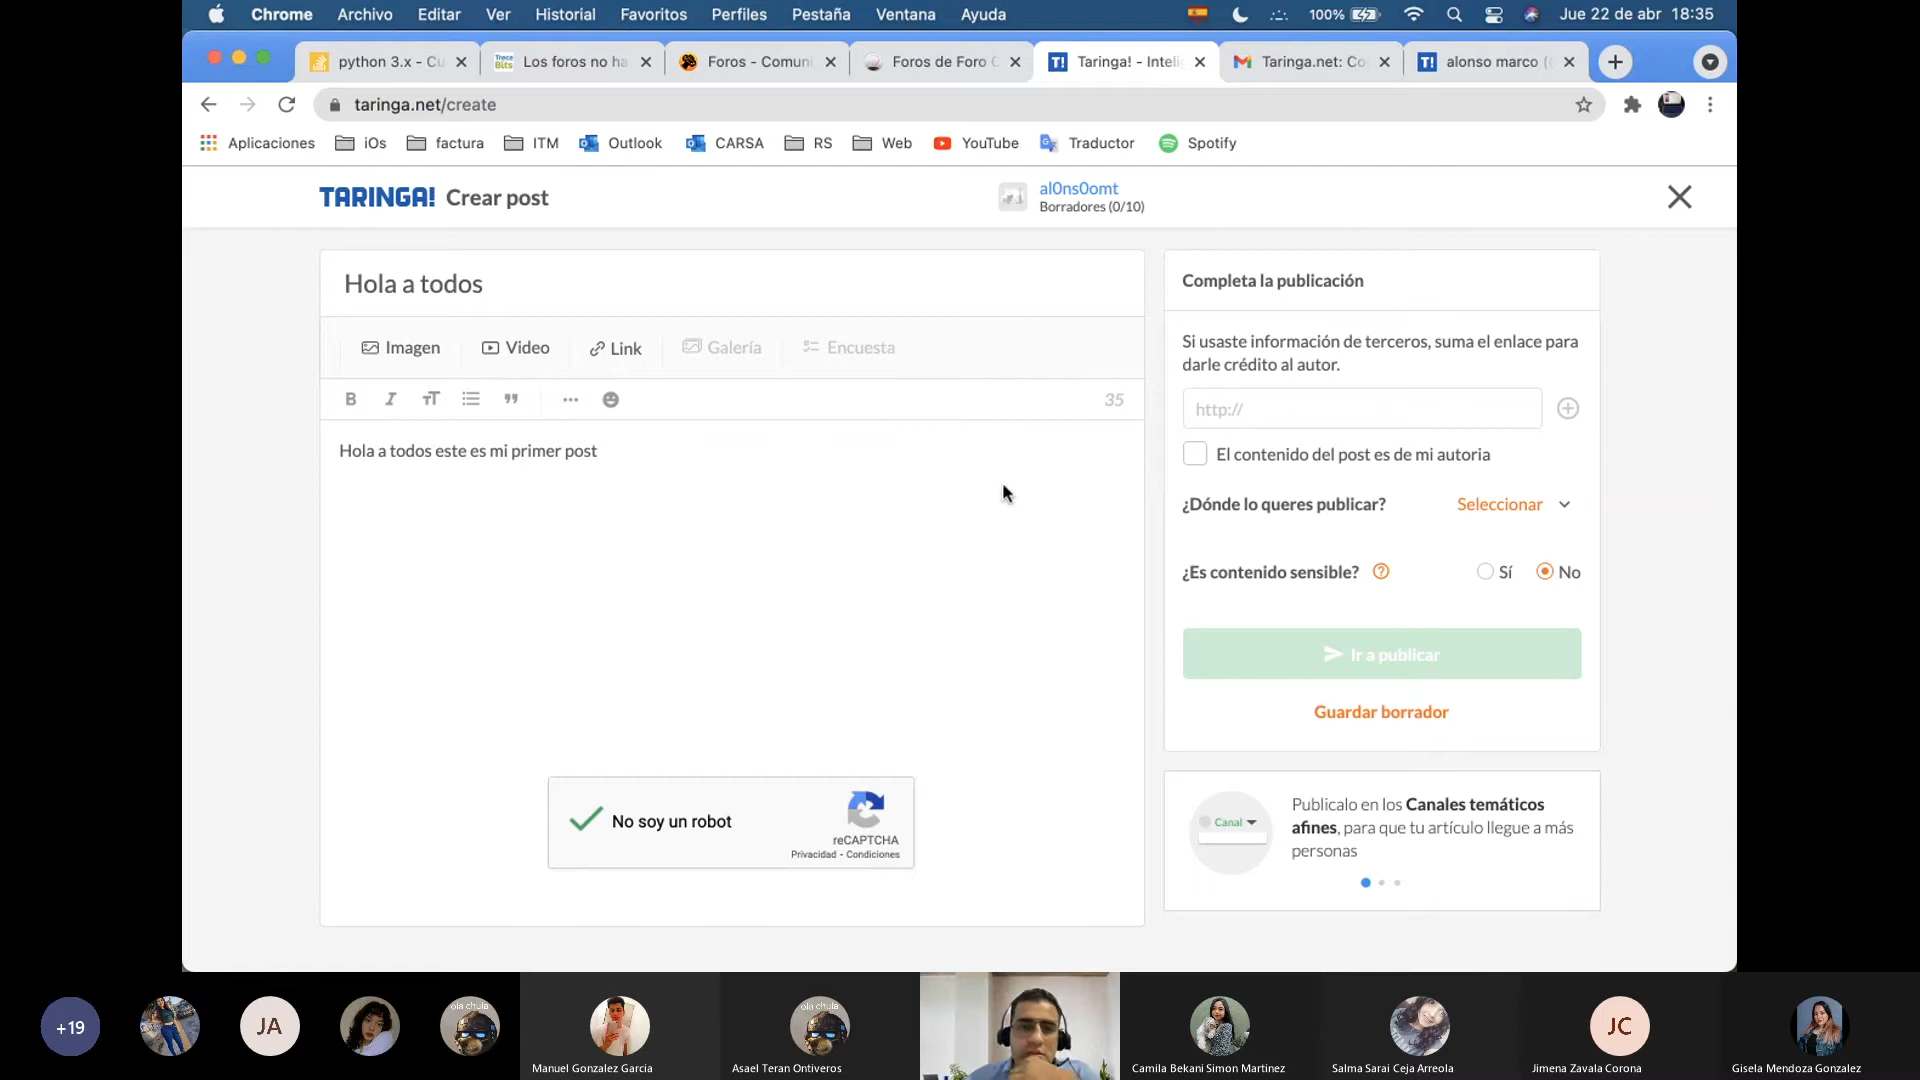 Chrome Archivo Editar Ver Historial Favoritos Perfiles Pestaña Ventana Ayuda 100% Jue 22 de abr 18:35
python 3.x - Cu Los foros no ha Foros - Comuni Foros de Foro C Taringa! - Inteli Taringa.net: Co alonso marco (
taringa.net/create
Aplicaciones iOs factura ITM Outlook CARSA RS Web YouTube Traductor Spotify
TARINGA! Crear post
al0ns0omt
Borradores (0/10)
Hola a todos
Imagen Video Link Galería Encuesta
35
Hola a todos este es mi primer post
No soy un robot
reCAPTCHA
Privacidad - Condiciones
Completa la publicación
Si usaste información de terceros, suma el enlace para
darle crédito al autor.
http://
El contenido del post es de mi autoria
¿Dónde lo queres publicar? Seleccionar
¿Es contenido sensible? Sí No
Ir a publicar
Guardar borrador
Canal
Publicalo en los Canales temáticos
afines, para que tu artículo llegue a más
personas
+19
JA
ola chula
Manuel Gonzalez Garcia
ola chula
Asael Teran Ontiveros
Camila Bekani Simon Martinez
Salma Sarai Ceja Arreola
JC
Jimena Zavala Corona
Gisela Mendoza Gonzalez